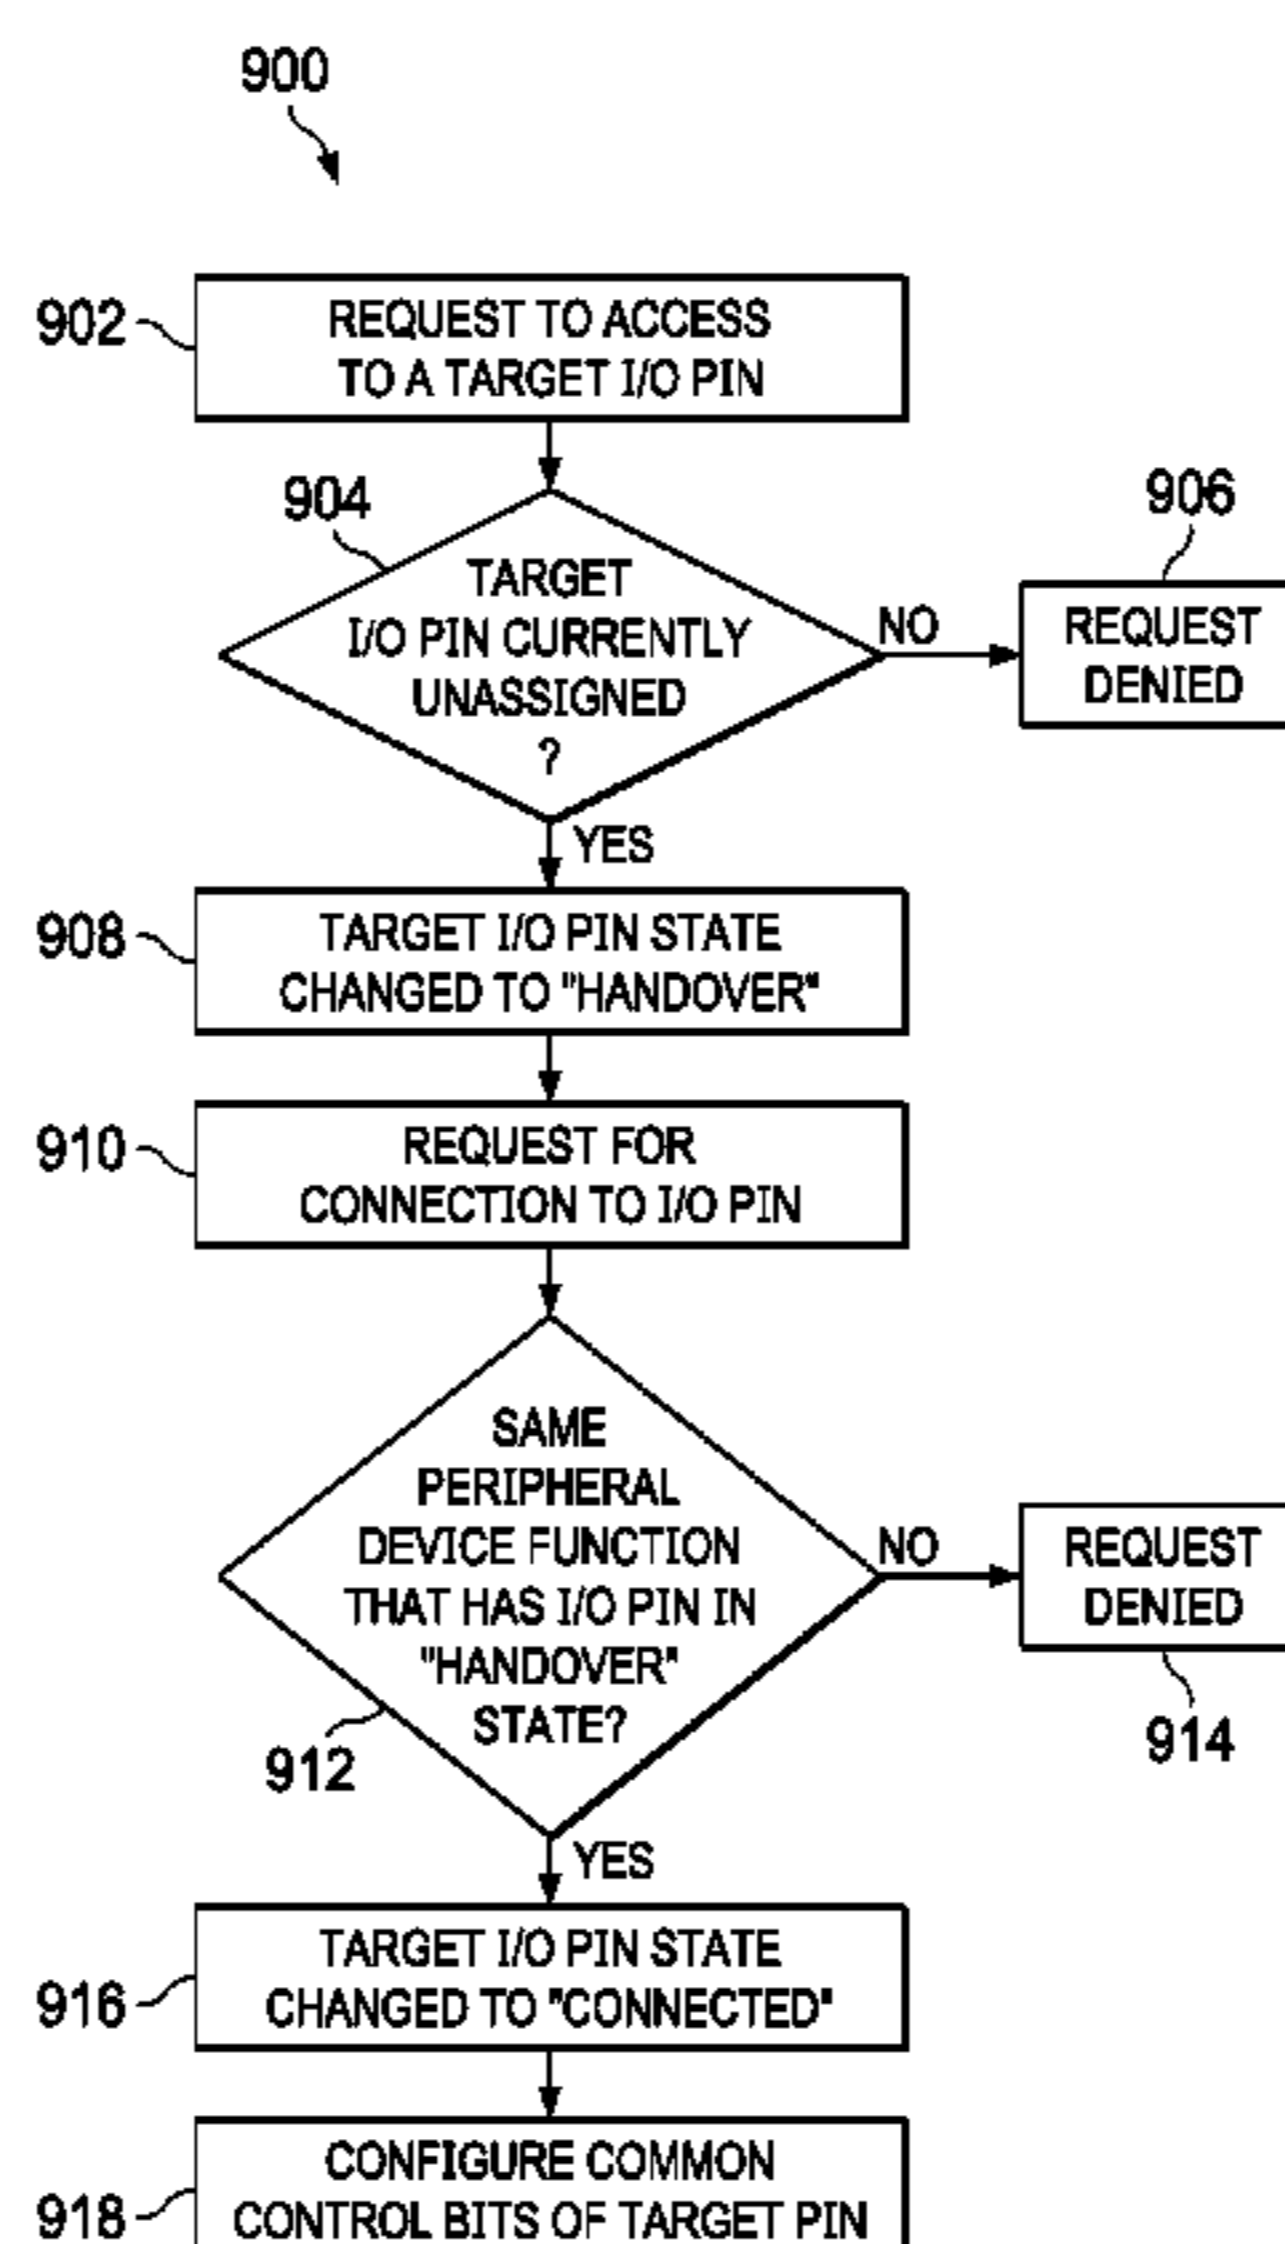 900
902
REQUEST TO ACCESS
TO A TARGET I/O PIN
904
TARGET
I/O PIN CURRENTLY
UNASSIGNED
?
NO
906
REQUEST
DENIED
YES
908
TARGET I/O PIN STATE
CHANGED TO "HANDOVER"
910
REQUEST FOR
CONNECTION TO I/O PIN
SAME
PERIPHERAL
DEVICE FUNCTION
THAT HAS I/O PIN IN
"HANDOVER"
STATE?
912
NO
REQUEST
DENIED
914
YES
916
TARGET I/O PIN STATE
CHANGED TO "CONNECTED"
918
CONFIGURE COMMON
CONTROL BITS OF TARGET PIN